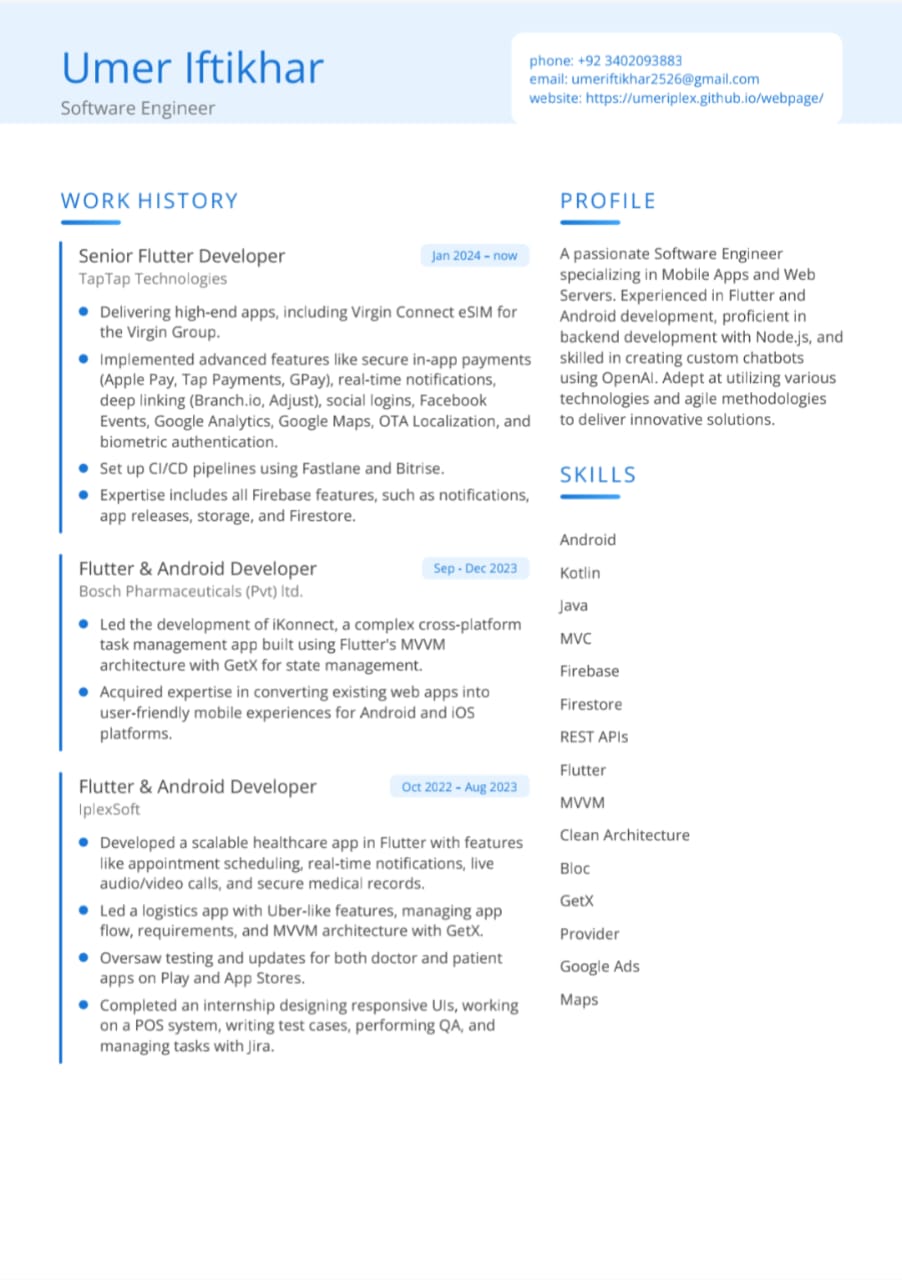 Umer Iftikhar
Software Engineer
phone: +92 3402093883
email: umeriftikhar2526@gmail.com
website: https://umeriplex.github.io/webpage/
WORK HISTORY
Senior Flutter Developer
Jan 2024 – now
TapTap Technologies
Delivering high-end apps, including Virgin Connect eSIM for
the Virgin Group.
Implemented advanced features like secure in-app payments
(Apple Pay, Tap Payments, GPay), real-time notifications,
deep linking (Branch.io, Adjust), social logins, Facebook
Events, Google Analytics, Google Maps, OTA Localization, and
biometric authentication.
Set up CI/CD pipelines using Fastlane and Bitrise.
Expertise includes all Firebase features, such as notifications,
app releases, storage, and Firestore.
Flutter & Android Developer
Sep - Dec 2023
Bosch Pharmaceuticals (Pvt) ltd.
Led the development of iKonnect, a complex cross-platform
task management app built using Flutter's MVVM
architecture with GetX for state management.
Acquired expertise in converting existing web apps into
user-friendly mobile experiences for Android and iOS
platforms.
Flutter & Android Developer
Oct 2022 – Aug 2023
IplexSoft
Developed a scalable healthcare app in Flutter with features
like appointment scheduling, real-time notifications, live
audio/video calls, and secure medical records.
Led a logistics app with Uber-like features, managing app
flow, requirements, and MVVM architecture with GetX.
Oversaw testing and updates for both doctor and patient
apps on Play and App Stores.
Completed an internship designing responsive UIs, working
on a POS system, writing test cases, performing QA, and
managing tasks with Jira.
PROFILE
A passionate Software Engineer
specializing in Mobile Apps and Web
Servers. Experienced in Flutter and
Android development, proficient in
backend development with Node.js, and
skilled in creating custom chatbots
using OpenAI. Adept at utilizing various
technologies and agile methodologies
to deliver innovative solutions.
SKILLS
Android
Kotlin
Java
MVC
Firebase
Firestore
REST APIs
Flutter
MVVM
Clean Architecture
Bloc
GetX
Provider
Google Ads
Maps